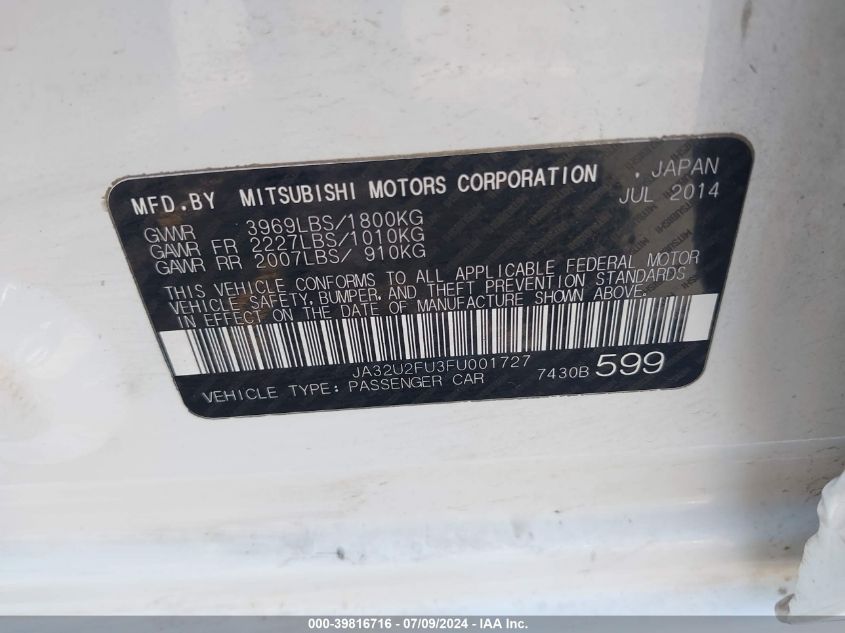 MFD.BY MITSUBISHI MOTORS CORPORATION , JAPAN
JUL 2014
GVWR 3969LBS/1800KG
GAWR FR 2227LBS/1010KG
GAWR RR 2007LBS/ 910KG
THIS VEHICLE CONFORMS TO ALL APPLICABLE FEDERAL MOTOR
VEHICLE SAFETY, BUMPER, AND THEFT PREVENTION STANDARDS
IN EFFECT ON THE DATE OF MANUFACTURE SHOWN ABOVE.
JA32U2FU3FU001727
VEHICLE TYPE: PASSENGER CAR 7430B 599
000-39816716 - 07/09/2024 - IAA Inc.